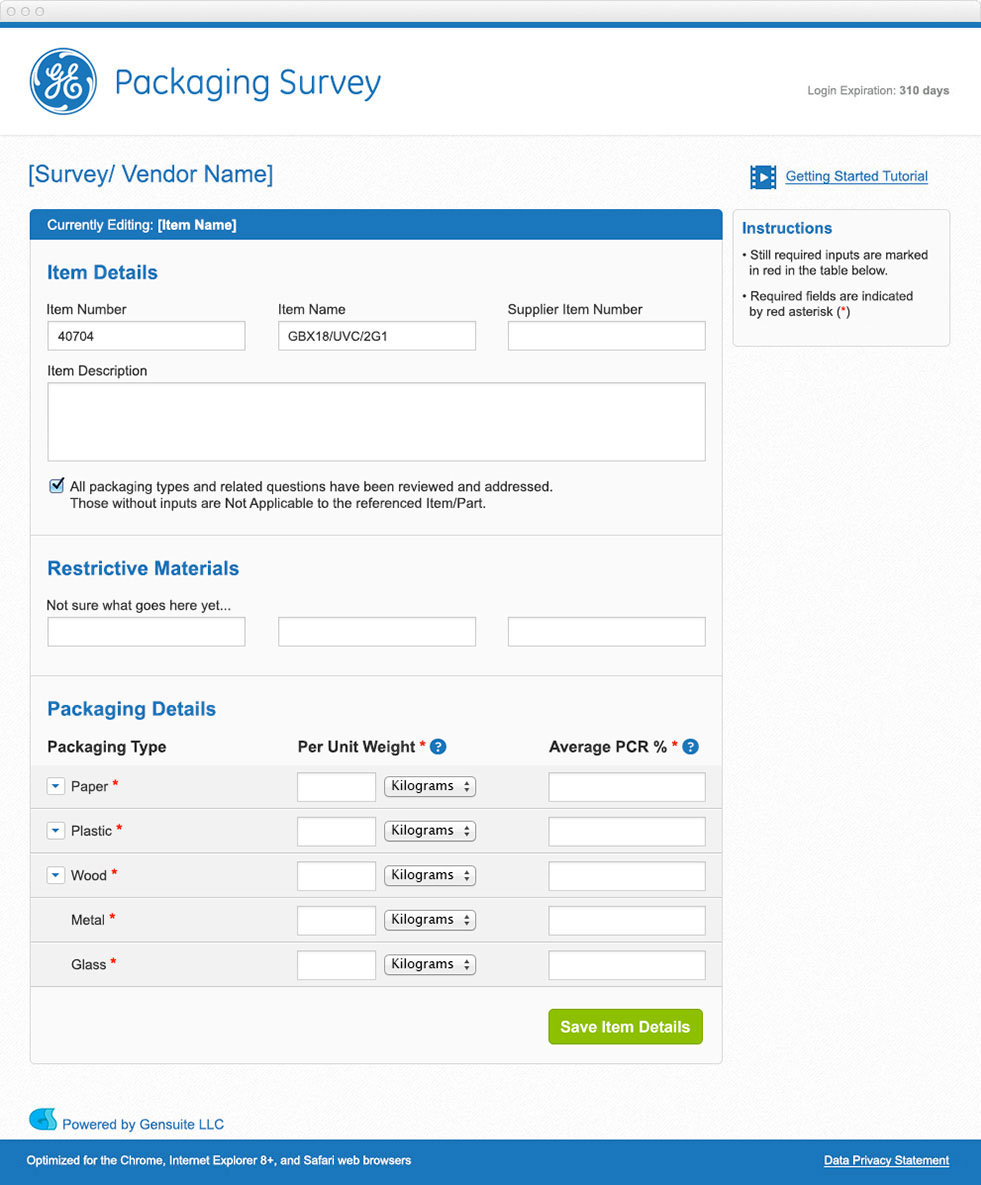 GE
Packaging Survey
Login Expiration: 310 days
[Survey/ Vendor Name]
Getting Started Tutorial
Currently Editing: [Item Name]
Instructions
• Still required inputs are marked
in red in the table below.
• Required fields are indicated
by red asterisk (*)
Item Details
Item Number
Item Name
Supplier Item Number
40704
GBX18/UVC/2G1
Item Description
All packaging types and related questions have been reviewed and addressed.
Those without inputs are Not Applicable to the referenced Item/Part.
Restrictive Materials
Not sure what goes here yet...
Packaging Details
Packaging Type
Per Unit Weight * ?
Average PCR % * ?
Paper *
Kilograms
Plastic *
Kilograms
Wood *
Kilograms
Metal *
Kilograms
Glass *
Kilograms
Save Item Details
Powered by Gensuite LLC
Optimized for the Chrome, Internet Explorer 8+, and Safari web browsers
Data Privacy Statement